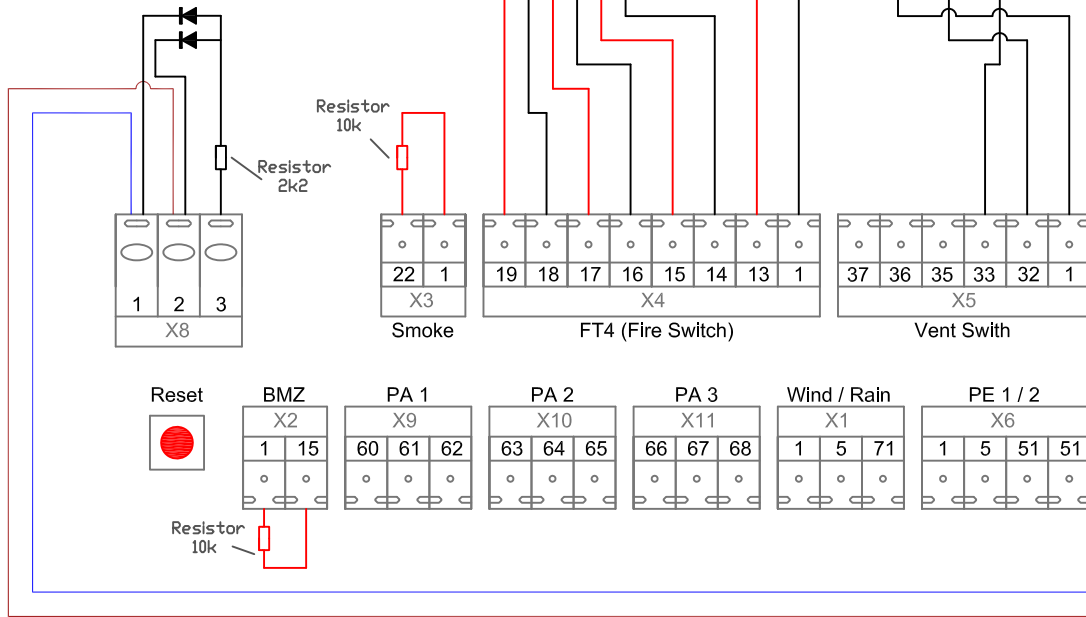 Resistor
10k
Resistor
2k2
1 2 3
X8
22 1
X3
Smoke
19 18 17 16 15 14 13 1
X4
FT4 (Fire Switch)
37 36 35 33 32 1
X5
Vent Swith
Reset
BMZ
X2
1 15
PA 1
X9
60 61 62
PA 2
X10
63 64 65
PA 3
X11
66 67 68
Wind / Rain
X1
1 5 71
PE 1 / 2
X6
1 5 51 51
Resistor
10k